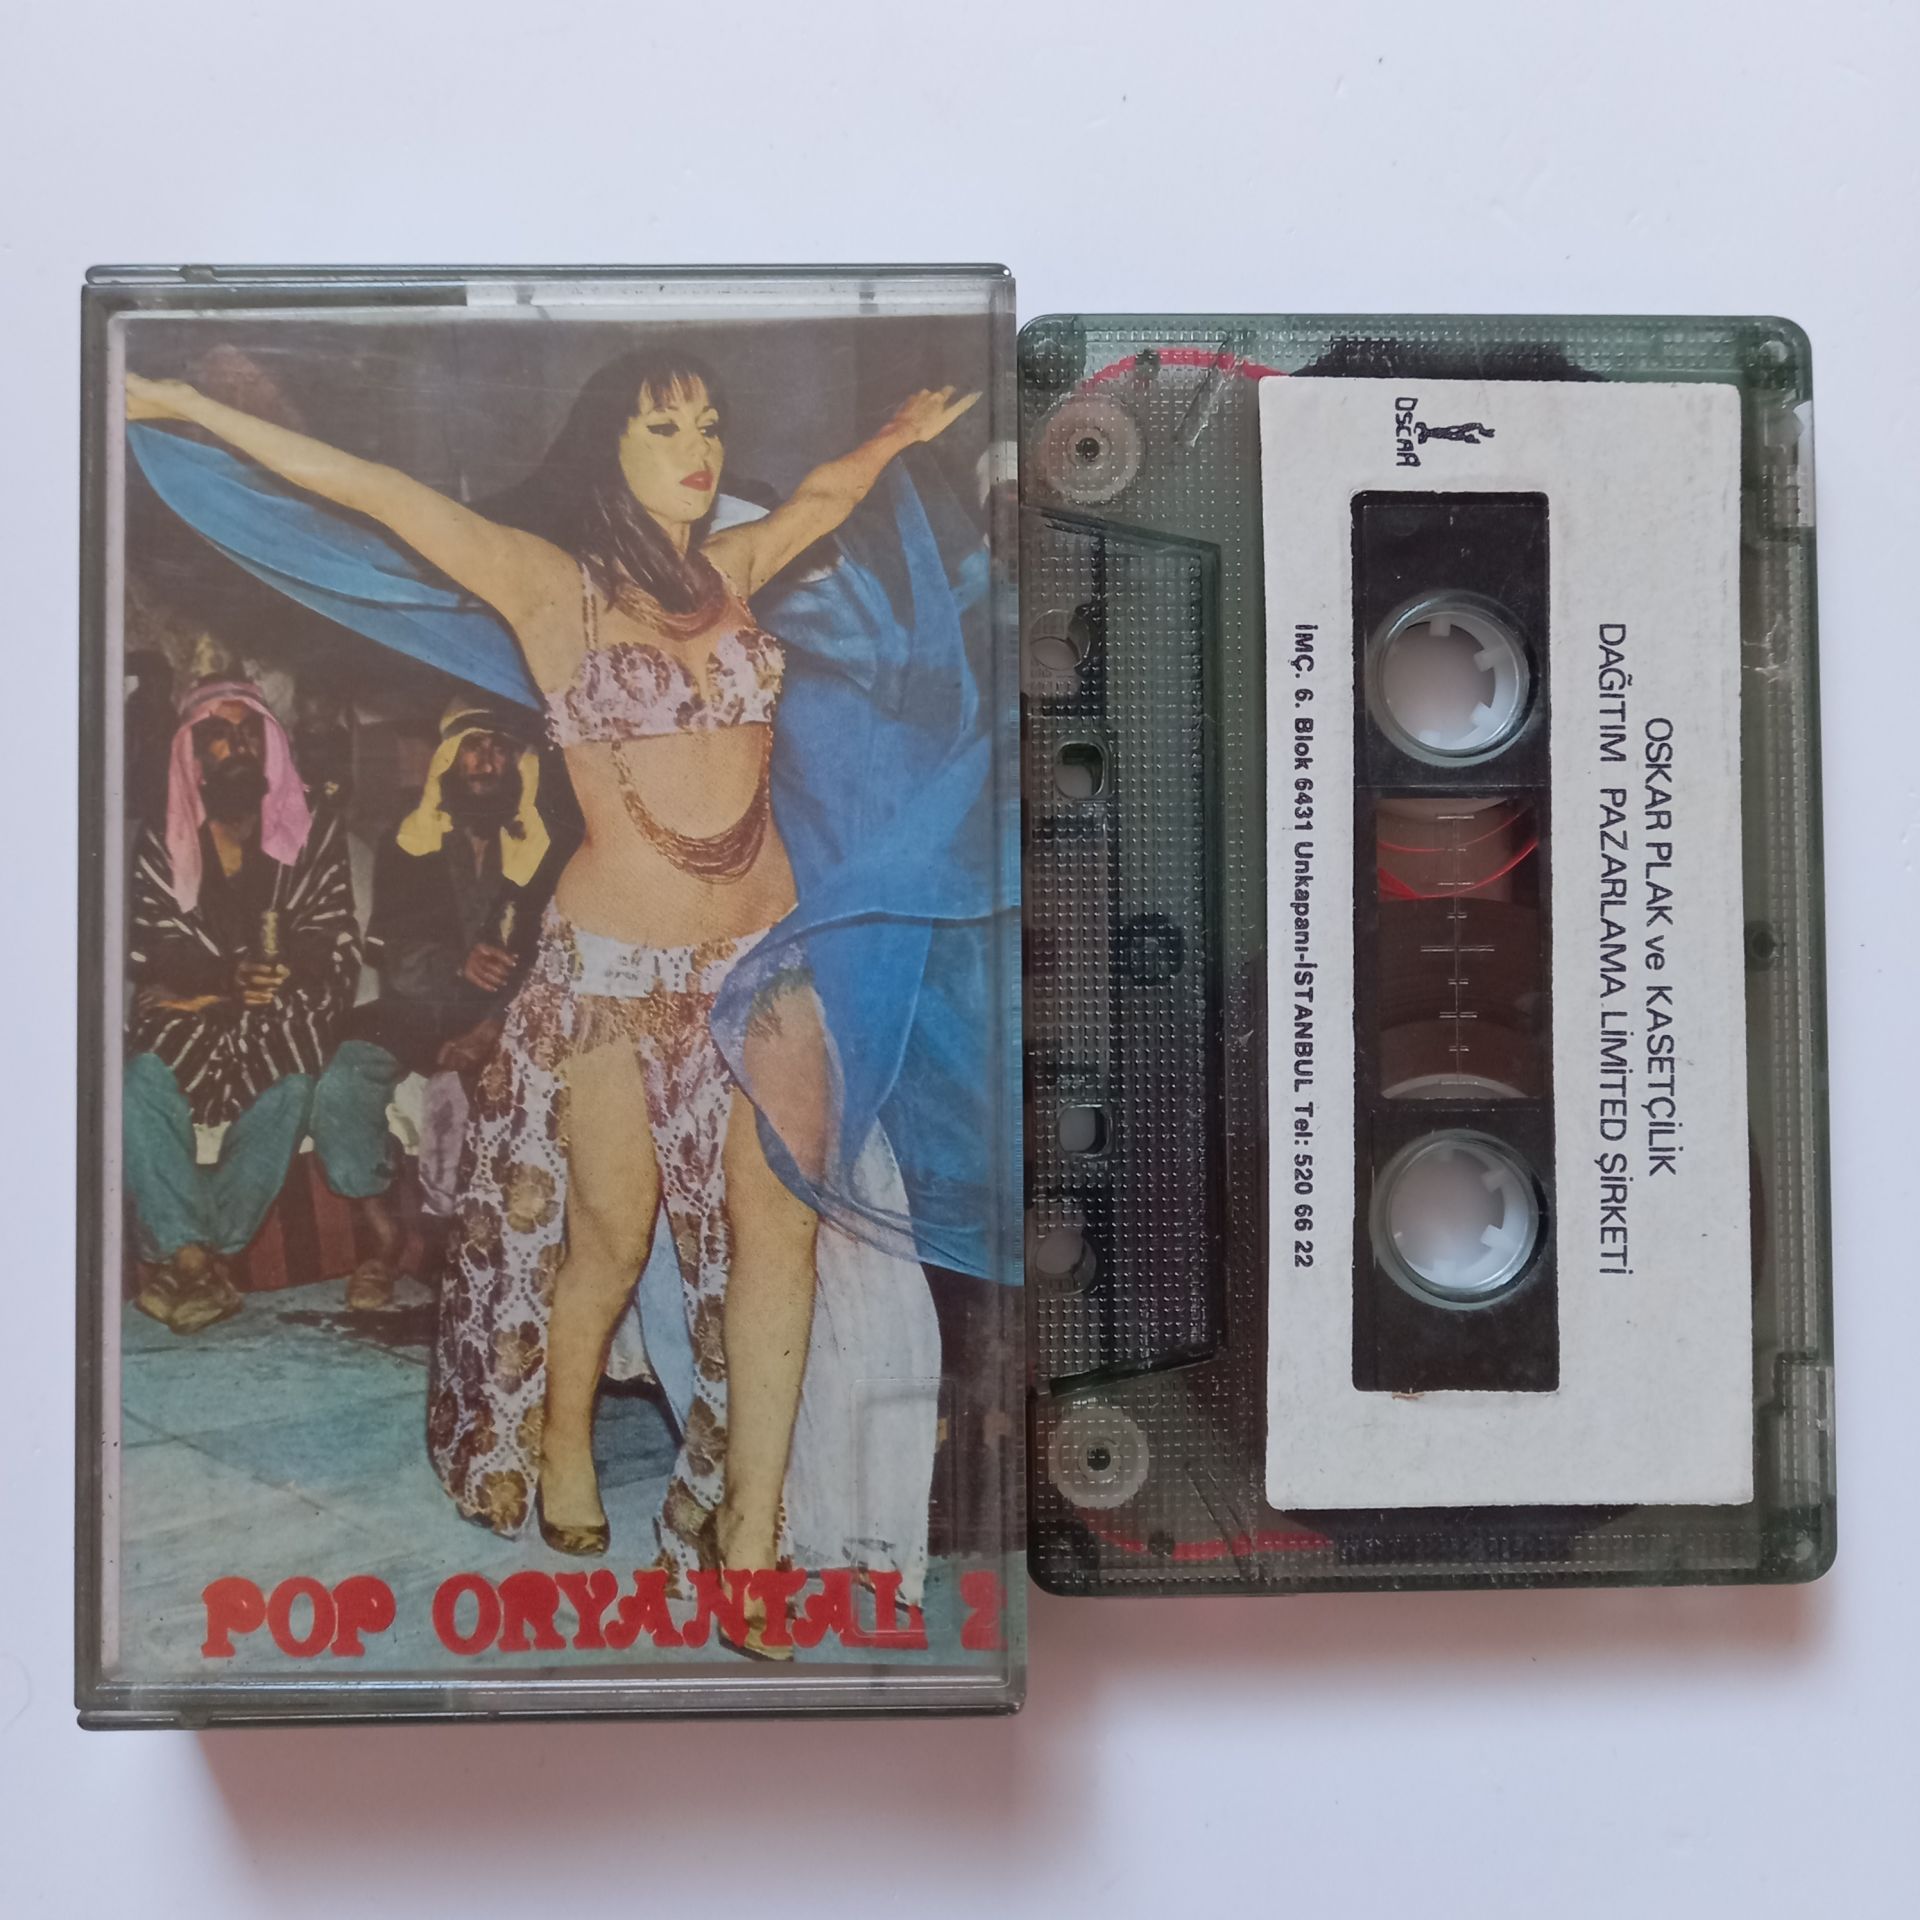 POP ORYANTAL 2
OSCAR
OSKAR PLAK ve KASETÇİLİK
DAĞITIM PAZARLAMA LİMİTED ŞİRKETİ
İMÇ. 6. Blok 6431 Unkapanı-İSTANBUL Tel: 520 66 22